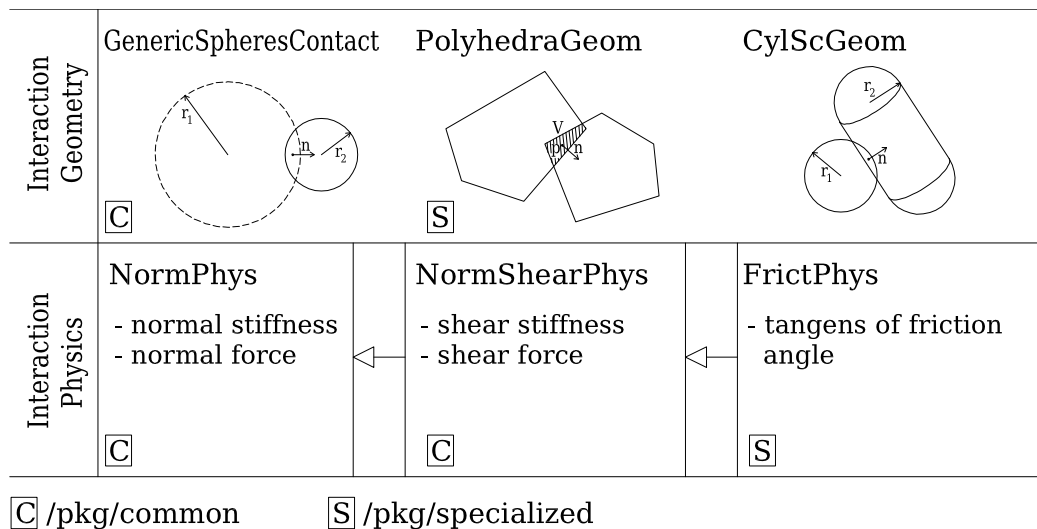 Interaction
Geometry
GenericSpheresContact
r1
n
r2
C
PolyhedraGeom
V
p
n
S
CylScGeom
r2
n
r1
Interaction
Physics
NormPhys
- normal stiffness
- normal force
C
NormShearPhys
- shear stiffness
- shear force
C
FrictPhys
- tangens of friction
angle
S
C /pkg/common
S /pkg/specialized